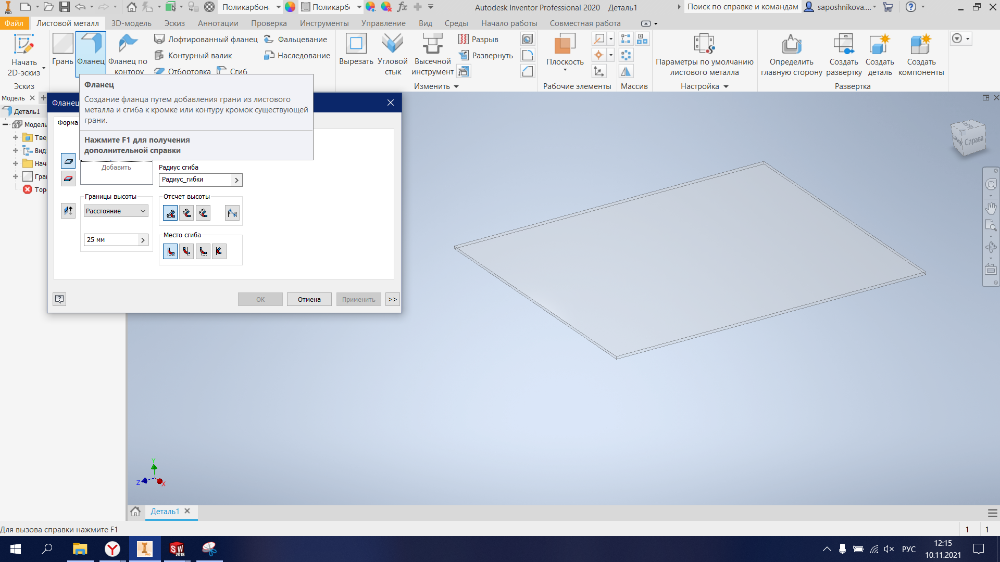 PRO
Поликарбона
Поликарбо
Autodesk Inventor Professional 2020 Деталь1
Поиск по справке и командам
saposhnikova....
Файл
Листовой металл
3D-модель
Эскиз
Аннотации
Проверка
Инструменты
Управление
Вид
Среды
Начало работы
Совместная работа
Начать
2D-эскиз
Эскиз
Грань
Фланец
Фланец по
контору
Лофтированный фланец
Контурный валик
Отбортовка
Фальцевание
Наследование
Сгиб
Вырезать
Угловой
стык
Высечной
инструмент
Разрыв
Развернуть
Изменить
Плоскость
Рабочие элементы
Массив
Параметры по умолчанию
листового металла
Настройка
Определить
главную сторону
Создать
развертку
Создать
деталь
Создать
компоненты
Развертка
Модель
Деталь1
Модель
Тве
Вид
Нач
Гра
Тор
Фланец
Создание фланца путем добавления грани из листового
металла и сгиба к кромке или контуру кромок существующей
грани.
Нажмите F1 для получения
дополнительной справки
Фланец
Форма
Добавить
Радиус сгиба
Радиус_гибки
Границы высоты
Расстояние
25 мм
Отсчет высоты
Место сгиба
ОК
Отмена
Применить
>>
Справа
Y
Z
X
Деталь1
Для вызова справки нажмите F1
1
1
SW
2018
РУС
12:15
10.11.2021